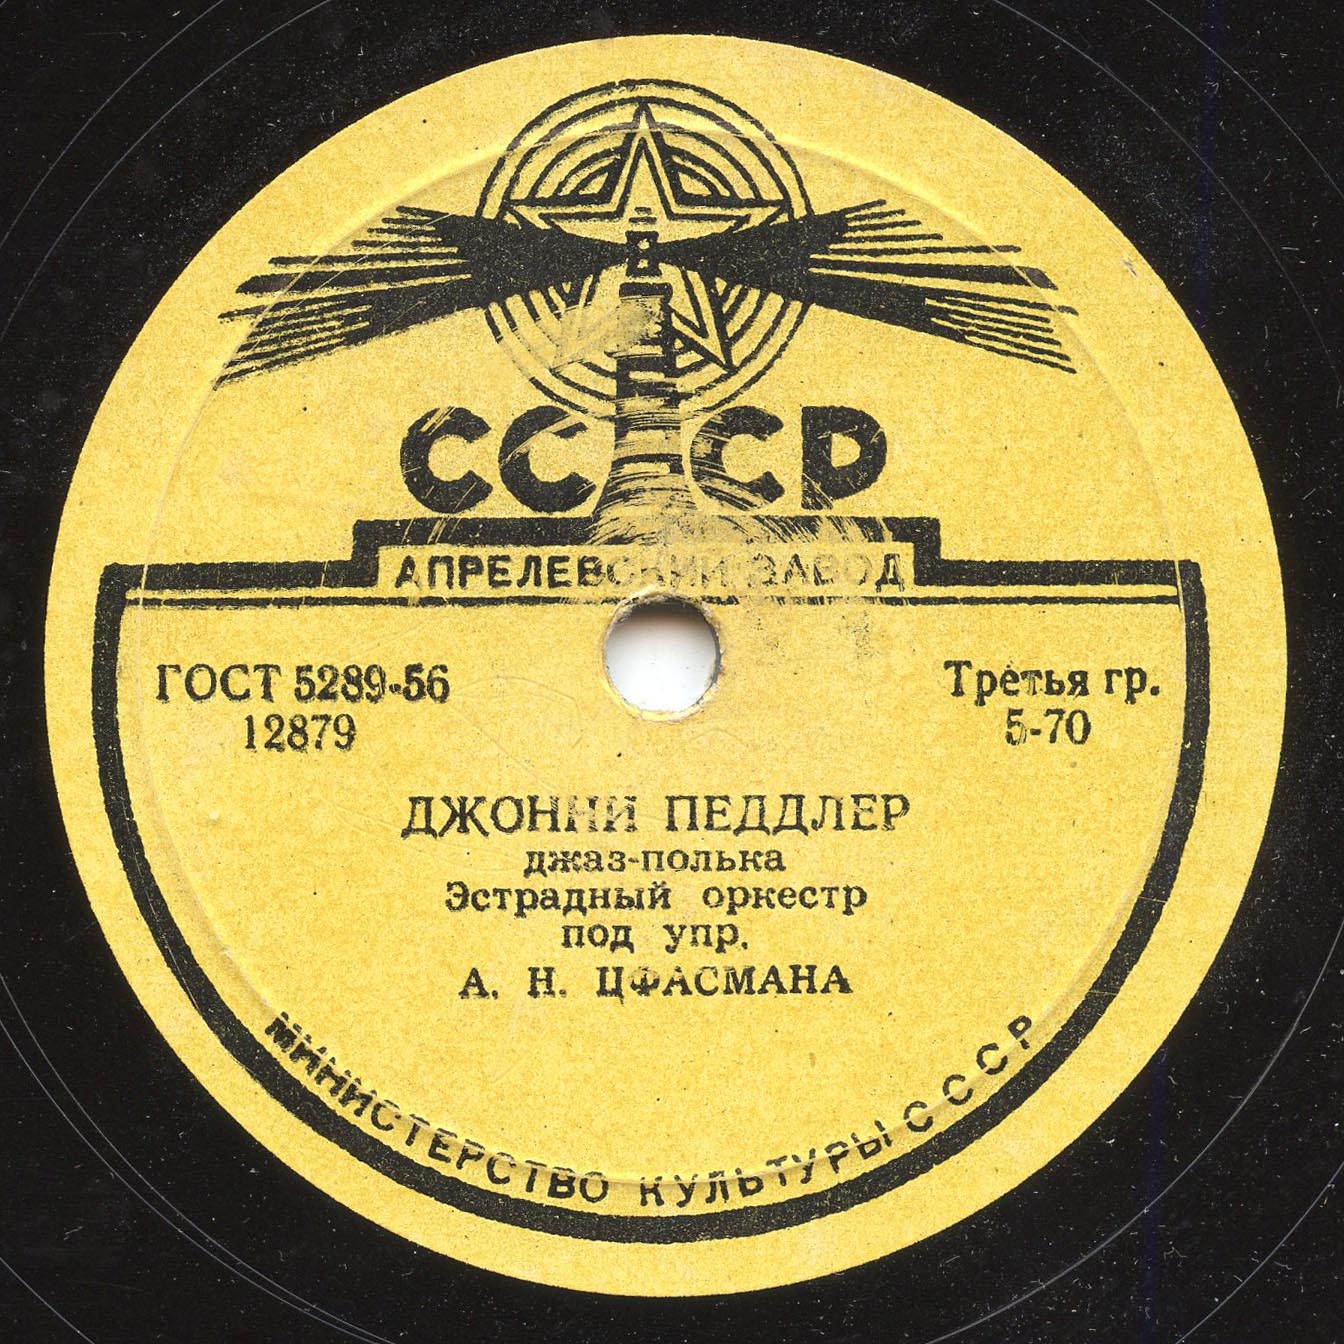 СССР
АПРЕЛЕВСКИЙ ЗАВОД
ГОСТ 5289-56
12879
Третья гр.
5-70
ДЖОННИ ПЕДДЛЕР
джаз-полька
Эстрадный оркестр
под упр.
А. Н. ЦФАСМАНА
МИНИСТЕРСТВО КУЛЬТУРЫ СССР